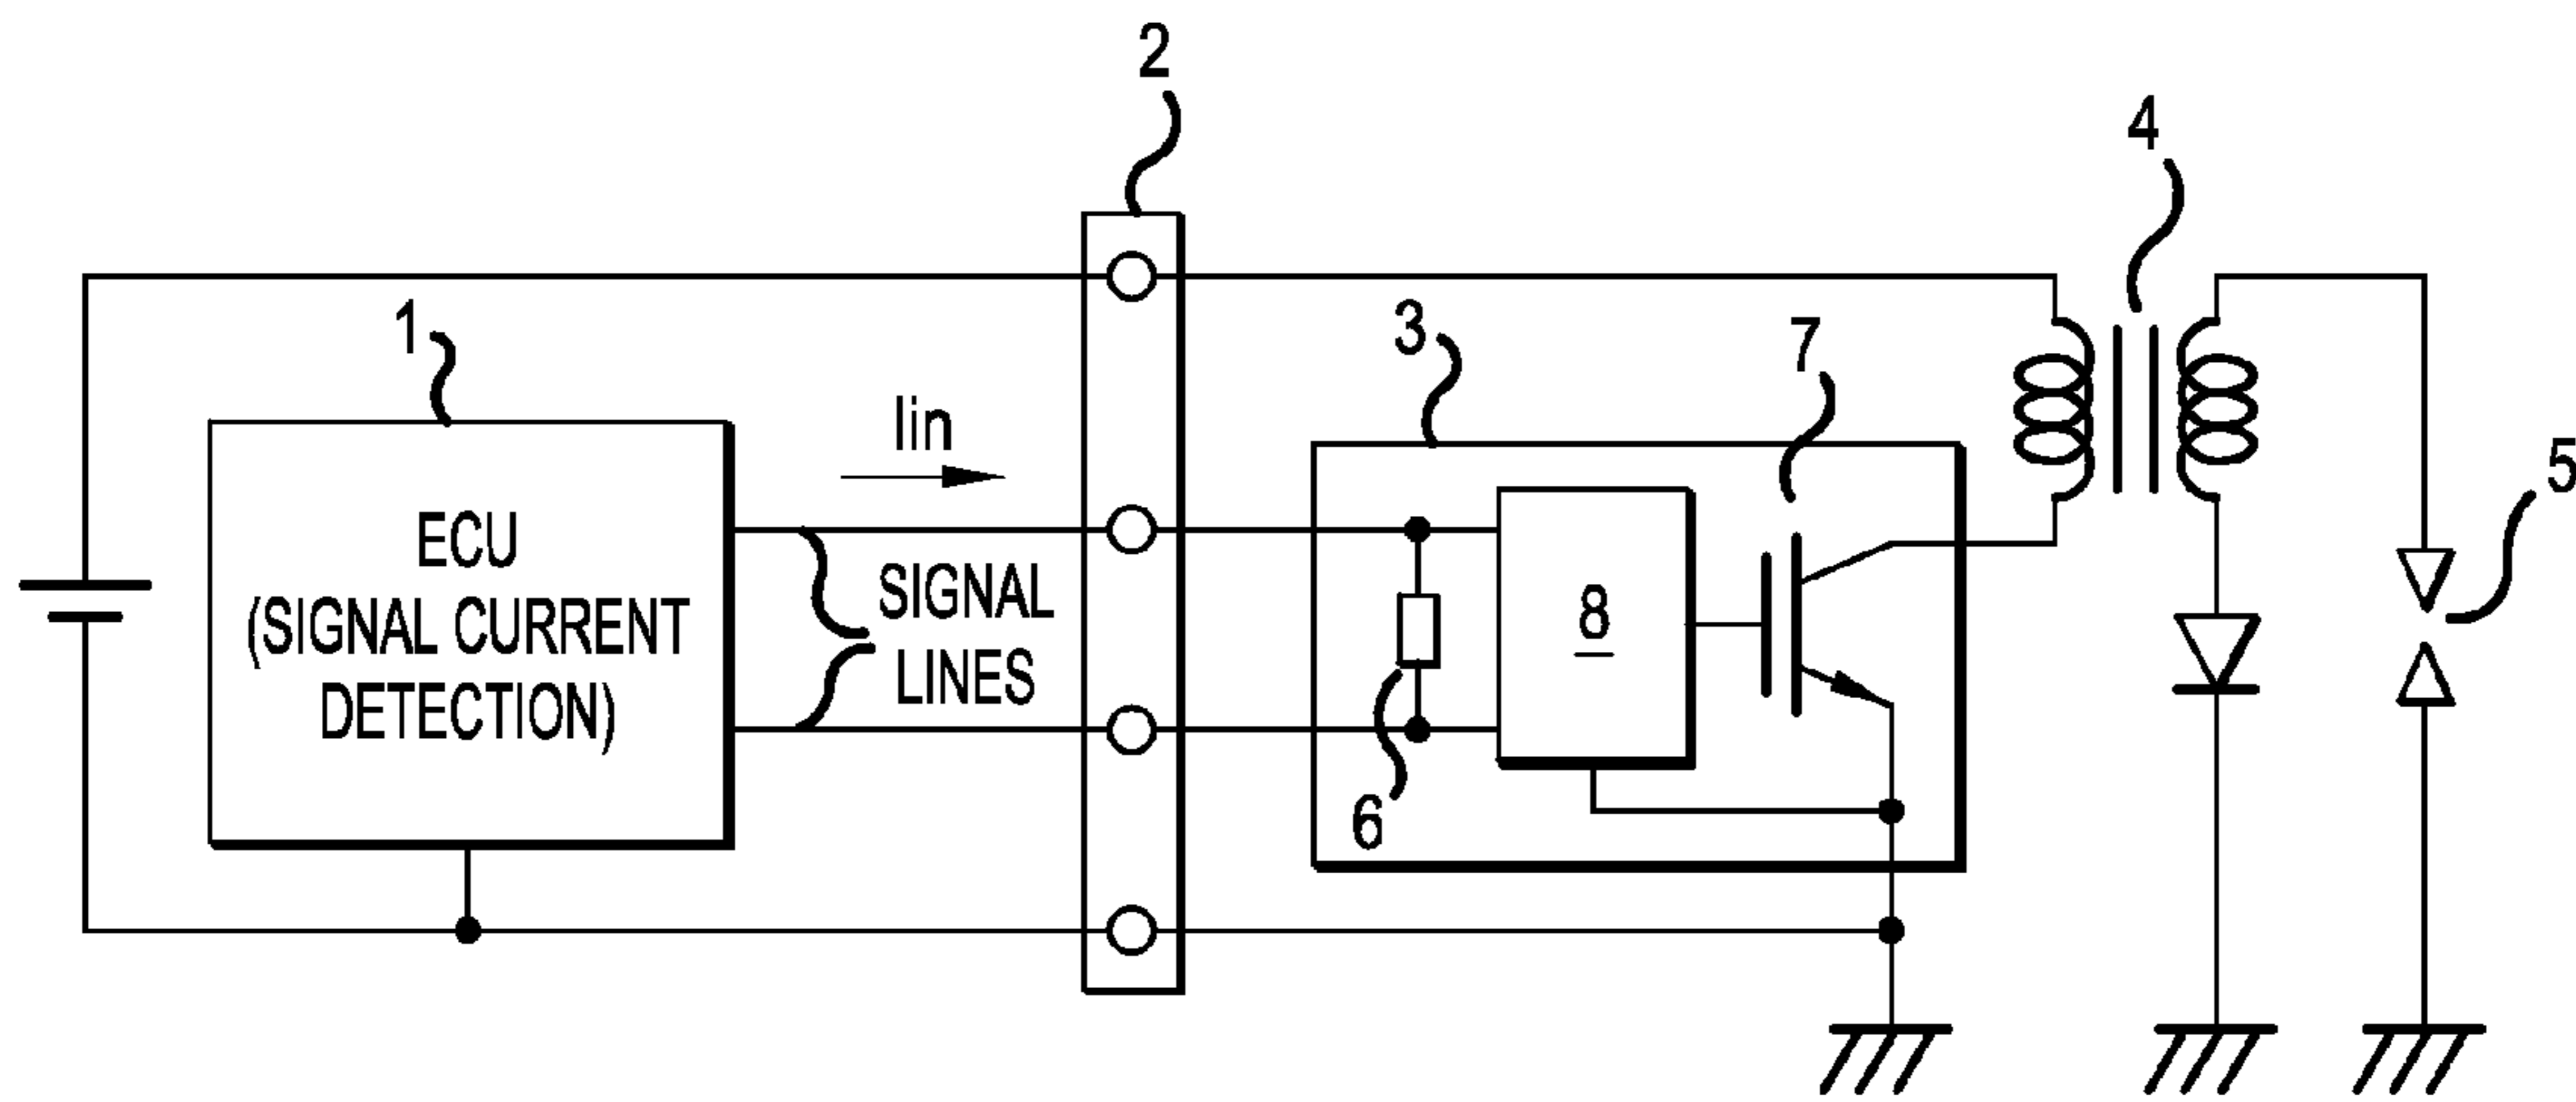 2
4
1
3
7
Iin
5
ECU
(SIGNAL CURRENT
DETECTION)
SIGNAL
LINES
8
6